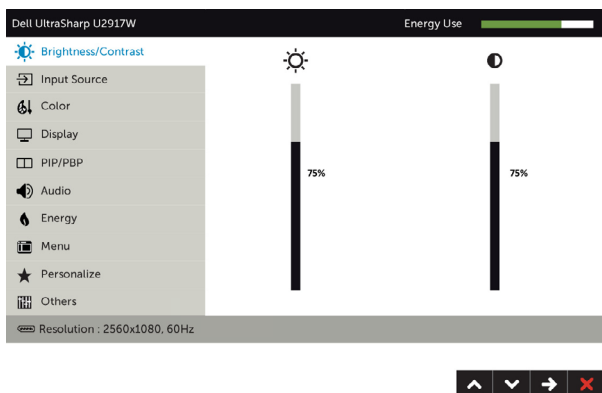 Dell UltraSharp U2917W
Energy Use
Brightness/Contrast
Input Source
Color
Display
PIP/PBP
75%
75%
Audio
Energy
Menu
Personalize
Others
Resolution : 2560x1080, 60Hz